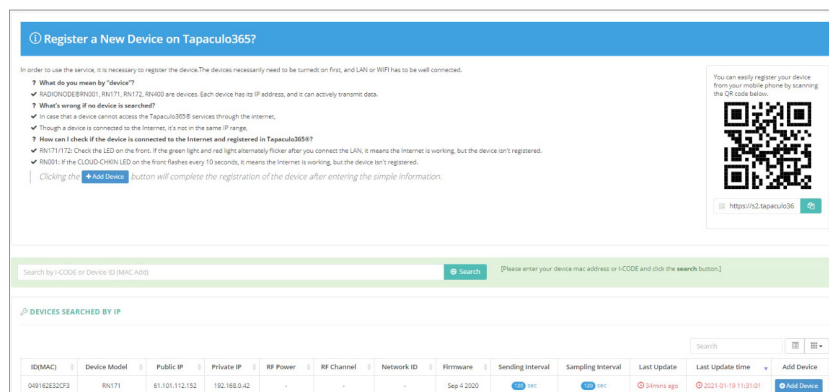 Register a New Device on Tapaculo365?
In order to use the service, it is necessary to register the device.The devices necessarily need to be turnedt on first, and LAN or WIFI has to be well connected.
? What do you mean by "device"?
✔ RADIONODE®RN001, RN171, RN172, RN400 are devices. Each device has its IP address, and it can actively transmit data.
? What's wrong if no device is searched?
✔ In case that a device cannot access the Tapaculo365® services through the internet,
✔ Though a device is connected to the Internet, it's not in the same IP range,
? How can I check if the device is connected to the Internet and registered in Tapaculo365®?
✔ RN171/172: Check the LED on the front. If the green light and red light alternately flicker after you connect the LAN, it means the Internet is working, but the device isn't registered.
✔ RN001: If the CLOUD-CHKIN LED on the front flashes every 10 seconds, it means the Internet is working, but the device isn't registered.
Clicking the +Add Device button will complete the registration of the device after entering the simple information.
You can easily register your device
from your mobile phone by scanning
the QR code below.
https://s2.tapaculo36
Search by I-CODE or Device ID (MAC Add)
Search
[Please enter your device mac address or I-CODE and click the search button.]
DEVICES SEARCHED BY IP
Search
ID(MAC) Device Model Public IP Private IP RF Power RF Channel Network ID Firmware Sending Interval Sampling Interval Last Update Last Update time Add Device
049162E32CF3 RN171 61.101.112.152 192.168.0.42 - - - Sep 4 2020 120 sec 120 sec 34mns ago 2021-01-19 11:31:01 Add Device